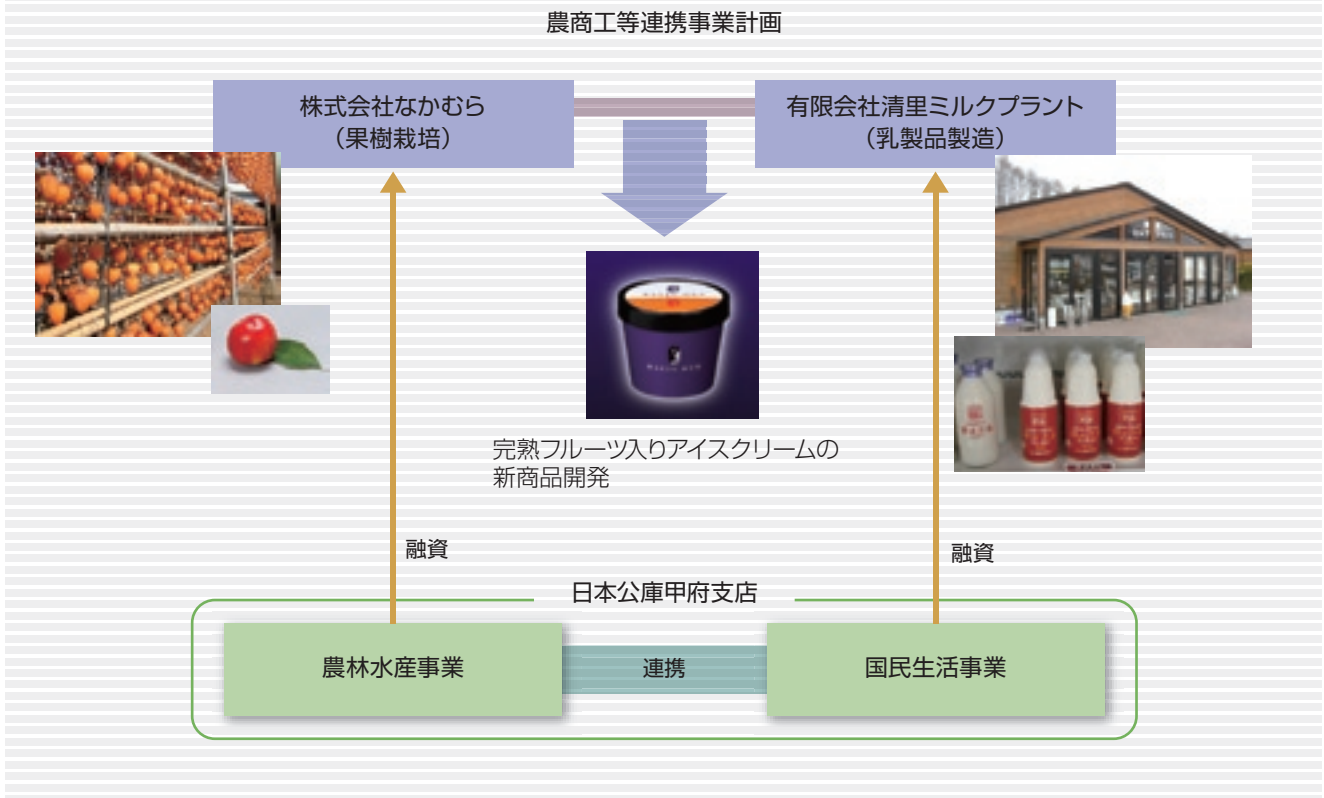 農商工等連携事業計画
株式会社なかむら
（果樹栽培）
有限会社清里ミルクプラント
（乳製品製造）
完熟フルーツ入りアイスクリームの
新商品開発
融資
融資
日本公庫甲府支店
農林水産事業
連携
国民生活事業